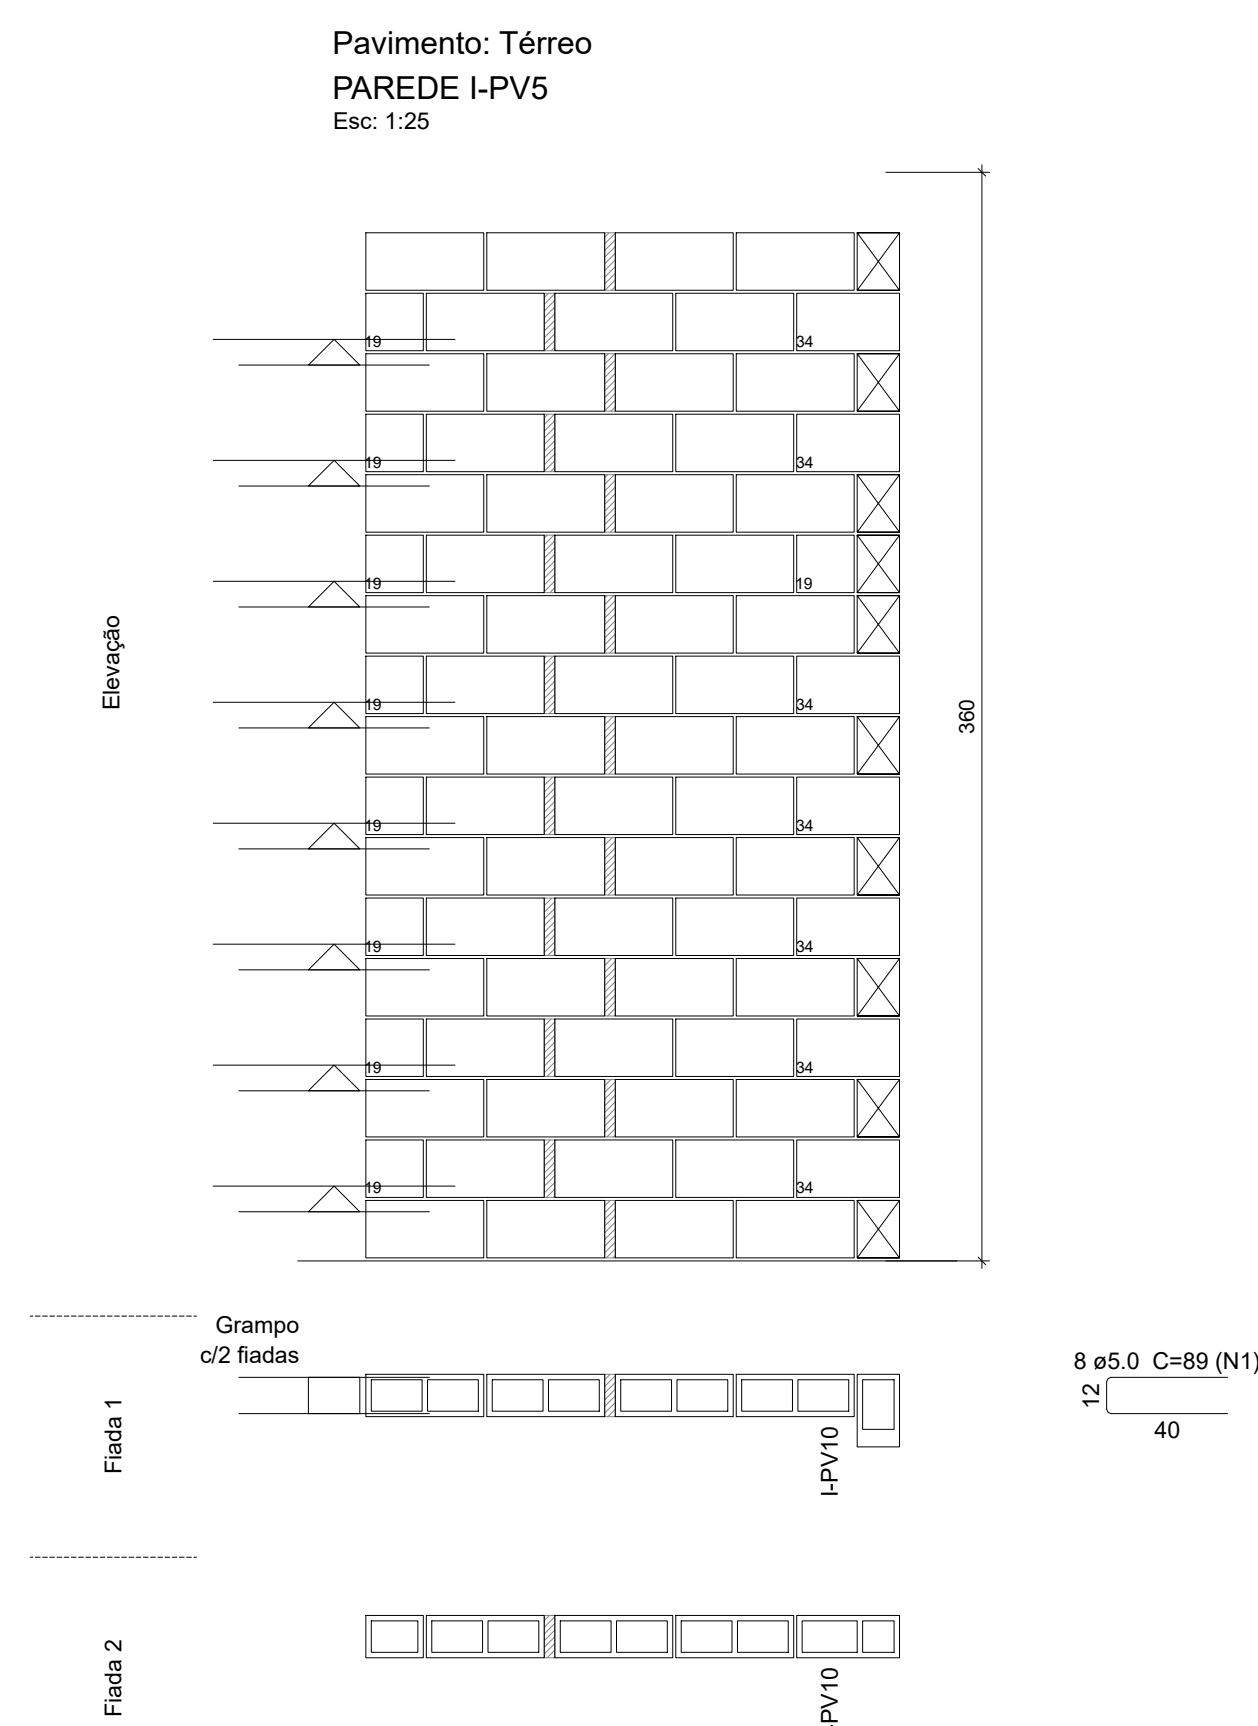 Pavimento: Térreo
PAREDE I-PV5
Esc: 1:25
19
34
19
34
19
19
Elevação
19
34
360
19
34
19
34
19
34
19
34
Grampo
c/2 fiadas
8 ø5.0 C=89 (N1)
12
40
Fiada 1
I-PV10
Fiada 2
-PV10